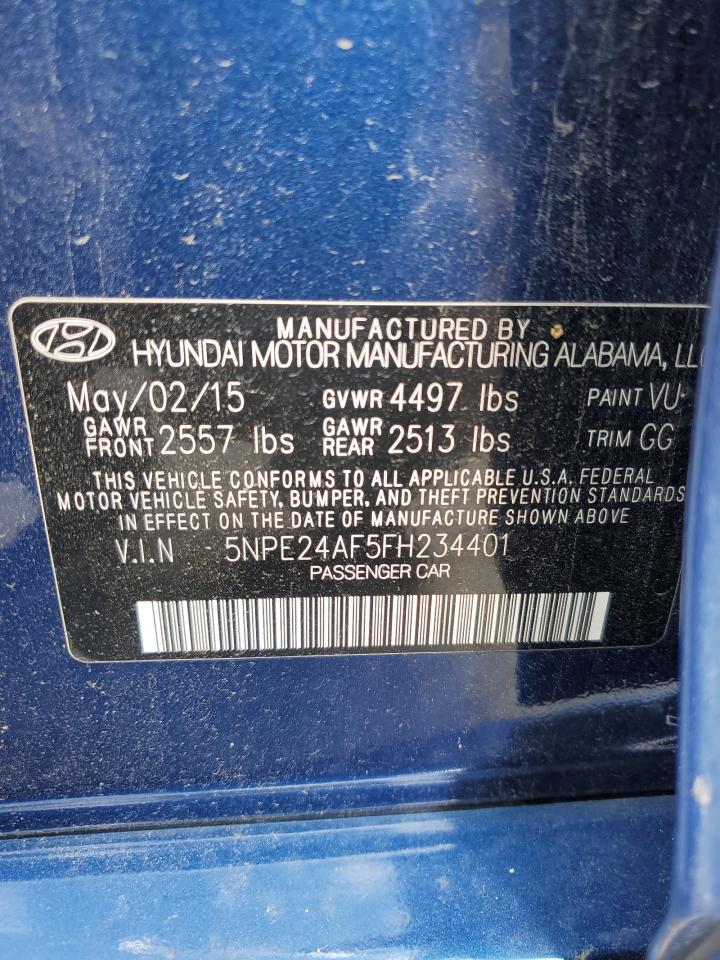 MANUFACTURED BY
HYUNDAI MOTOR MANUFACTURING ALABAMA, LLC
May/02/15 GVWR 4497 lbs PAINT VU
GAWR FRONT 2557 lbs GAWR REAR 2513 lbs TRIM GG
THIS VEHICLE CONFORMS TO ALL APPLICABLE U.S.A. FEDERAL
MOTOR VEHICLE SAFETY, BUMPER, AND THEFT PREVENTION STANDARDS
IN EFFECT ON THE DATE OF MANUFACTURE SHOWN ABOVE
V.I.N 5NPE24AF5FH234401
PASSENGER CAR